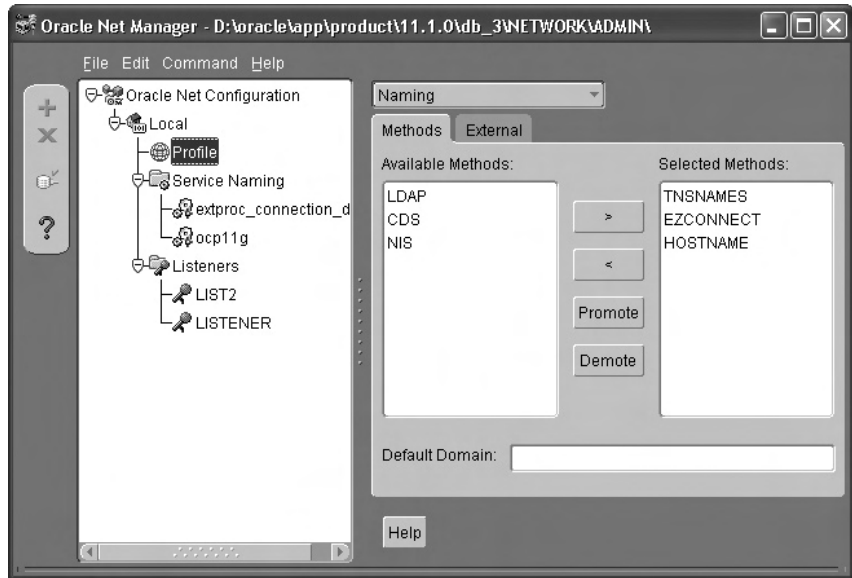 Oracle Net Manager - D:\oracle\app\product\11.1.0\db_3\NETWORK\ADMIN\
File Edit Command Help
Oracle Net Configuration
Local
Profile
Service Naming
extproc_connection_d
ocp11g
Listeners
LIST2
LISTENER
Naming
Methods External
Available Methods:
LDAP
CDS
NIS
>
<
Promote
Demote
Selected Methods:
TNSNAMES
EZCONNECT
HOSTNAME
Default Domain:
Help